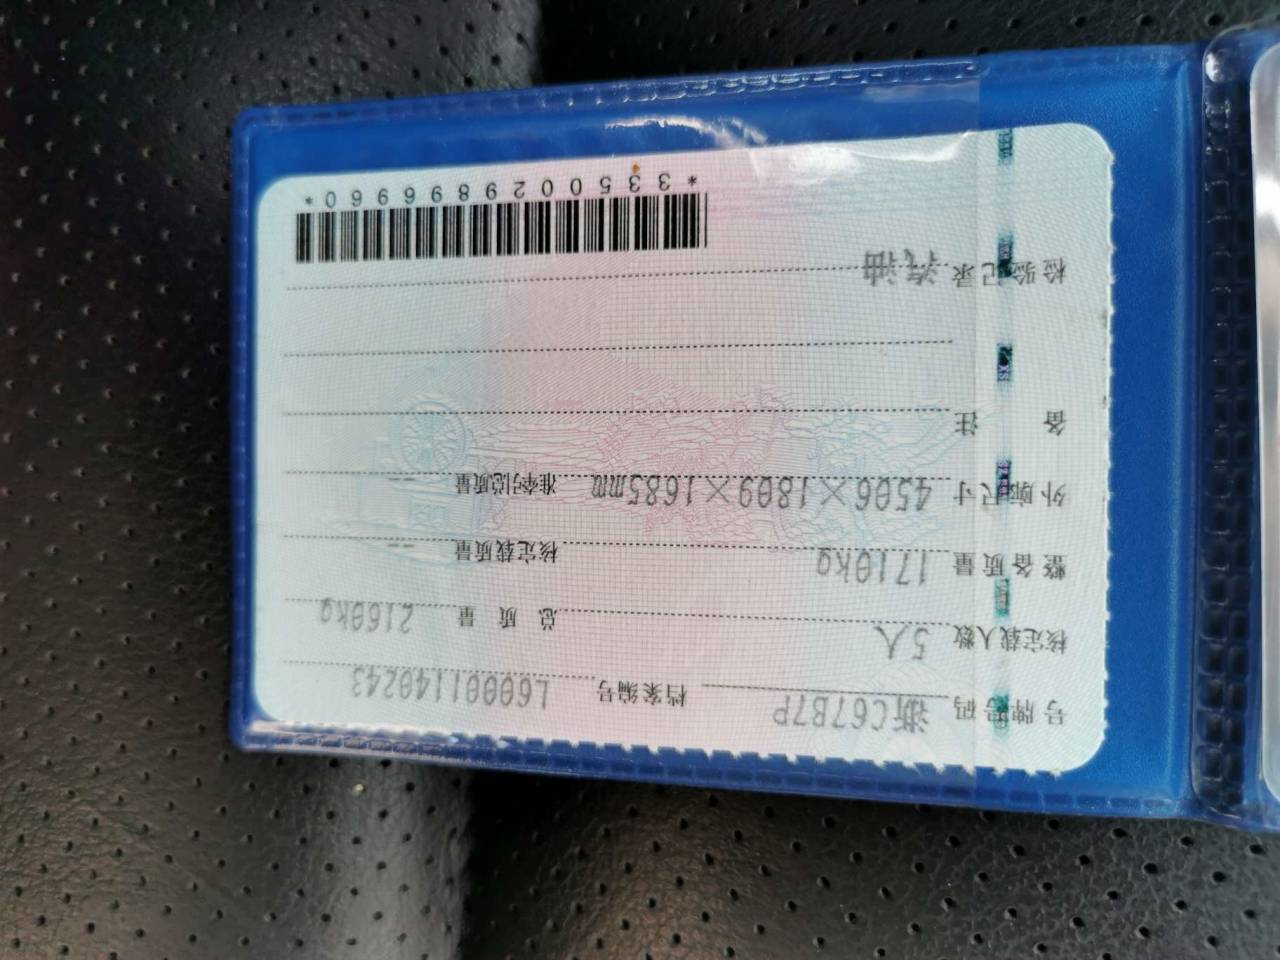 号牌号码 浙C67B7P 档案编号 L60001140243
核定载人数 5人 总质量 2160kg
整备质量 1710kg 核定载质量 --
外廓尺寸 4506×1809×1685mm 准牵引总质量 --
备注
检验记录 汽油
*3350029896960*